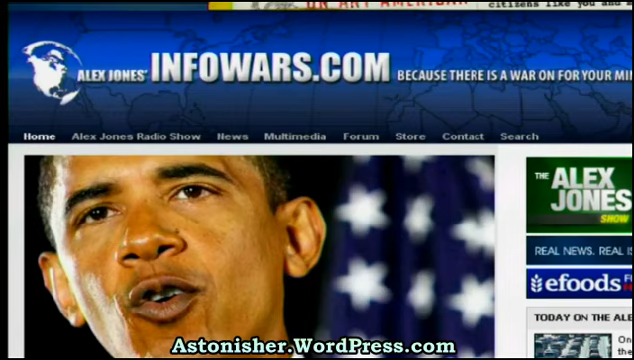 ON ANY AMERICAN
citizens like you and
ALEX JONES' INFOWARS.COM BECAUSE THERE IS A WAR ON FOR YOUR
Home Alex Jones Radio Show News Multimedia Forum Store Contact Search
THE ALEX
JONES
SHOW
REAL NEWS. REAL
efoods
TODAY ON THE ALE
On
the
Astonisher.WordPress.com